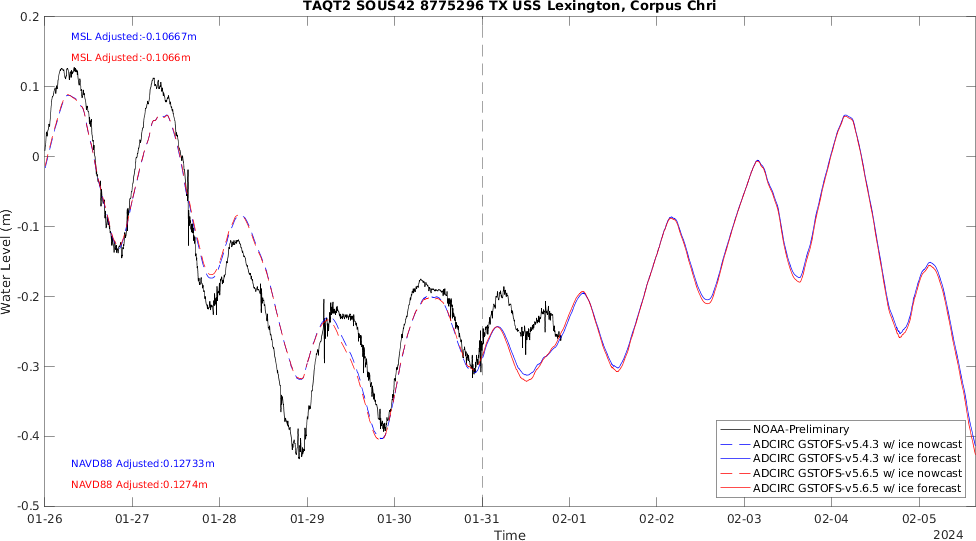 TAQT2 SOUS42 8775296 TX USS Lexington, Corpus Chri
0.2
0.1
0
-0.1
-0.2
-0.3
-0.4
-0.5
Water Level (m)
MSL Adjusted:-0.10667m
MSL Adjusted:-0.1066m
NAVD88 Adjusted:0.12733m
NAVD88 Adjusted:0.1274m
NOAA-Preliminary
ADCIRC GSTOFS-v5.4.3 w/ ice nowcast
ADCIRC GSTOFS-v5.4.3 w/ ice forecast
ADCIRC GSTOFS-v5.6.5 w/ ice nowcast
ADCIRC GSTOFS-v5.6.5 w/ ice forecast
01-26 01-27 01-28 01-29 01-30 01-31 02-01 02-02 02-03 02-04 02-05
Time
2024